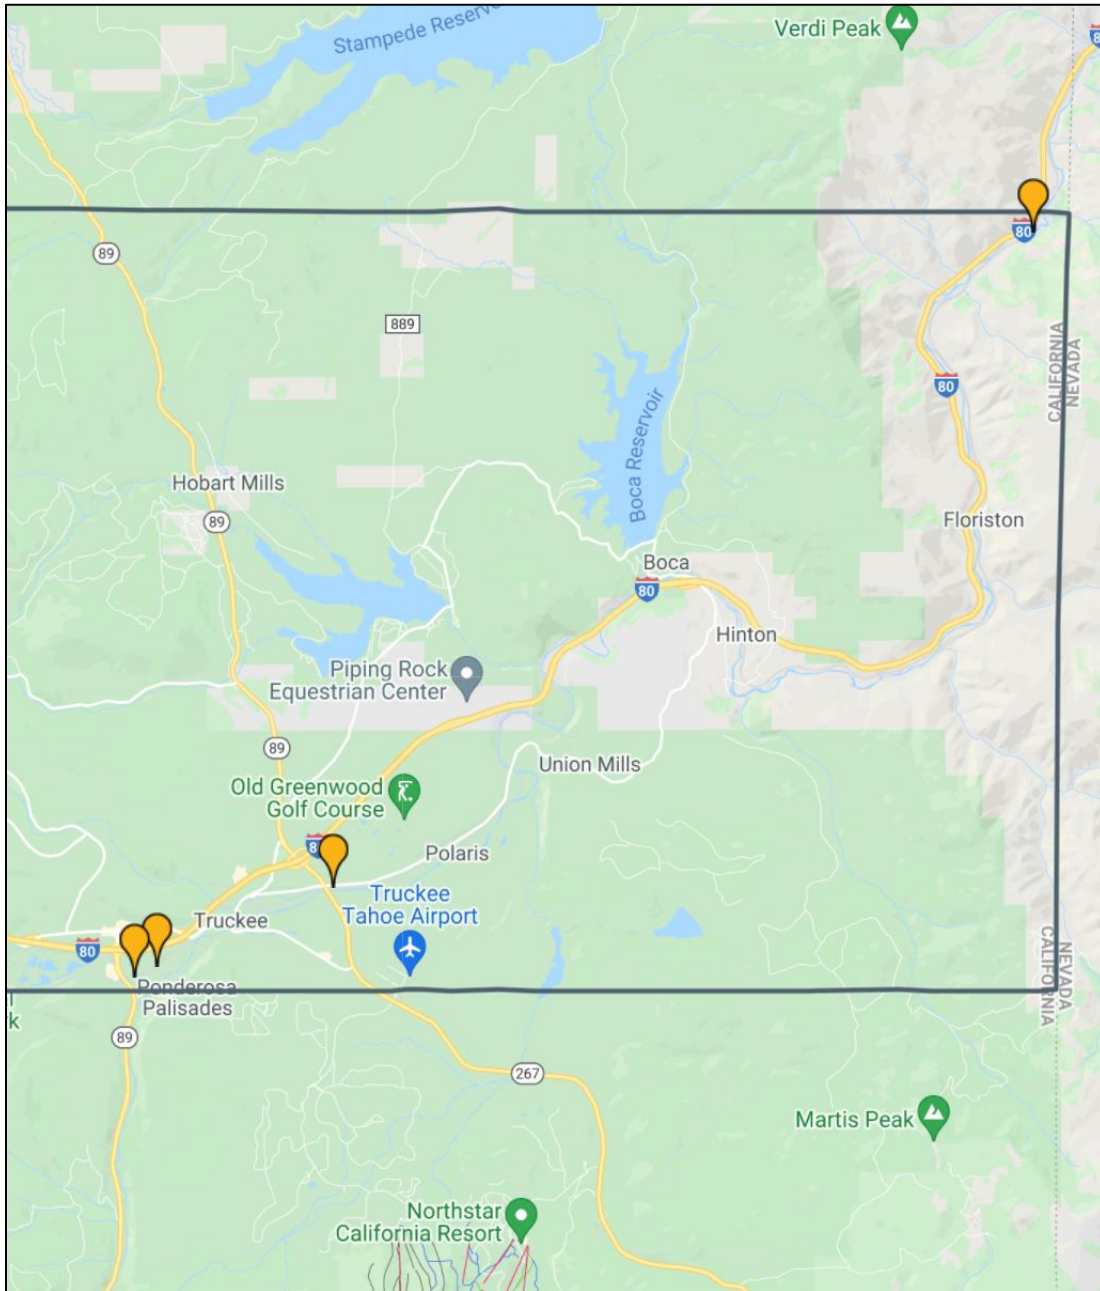 Stampede Reservo
Verdi Peak
80
89
889
CALIFORNIA
NEVADA
80
Boca Reservoir
Hobart Mills
89
Floriston
Boca
80
Hinton
Piping Rock
Equestrian Center
89
Union Mills
Old Greenwood
Golf Course
8
Polaris
Truckee
Tahoe Airport
Truckee
80
NEVADA
CALIFORNIA
Ponderosa
Palisades
k
89
267
Martis Peak
Northstar
California Resort